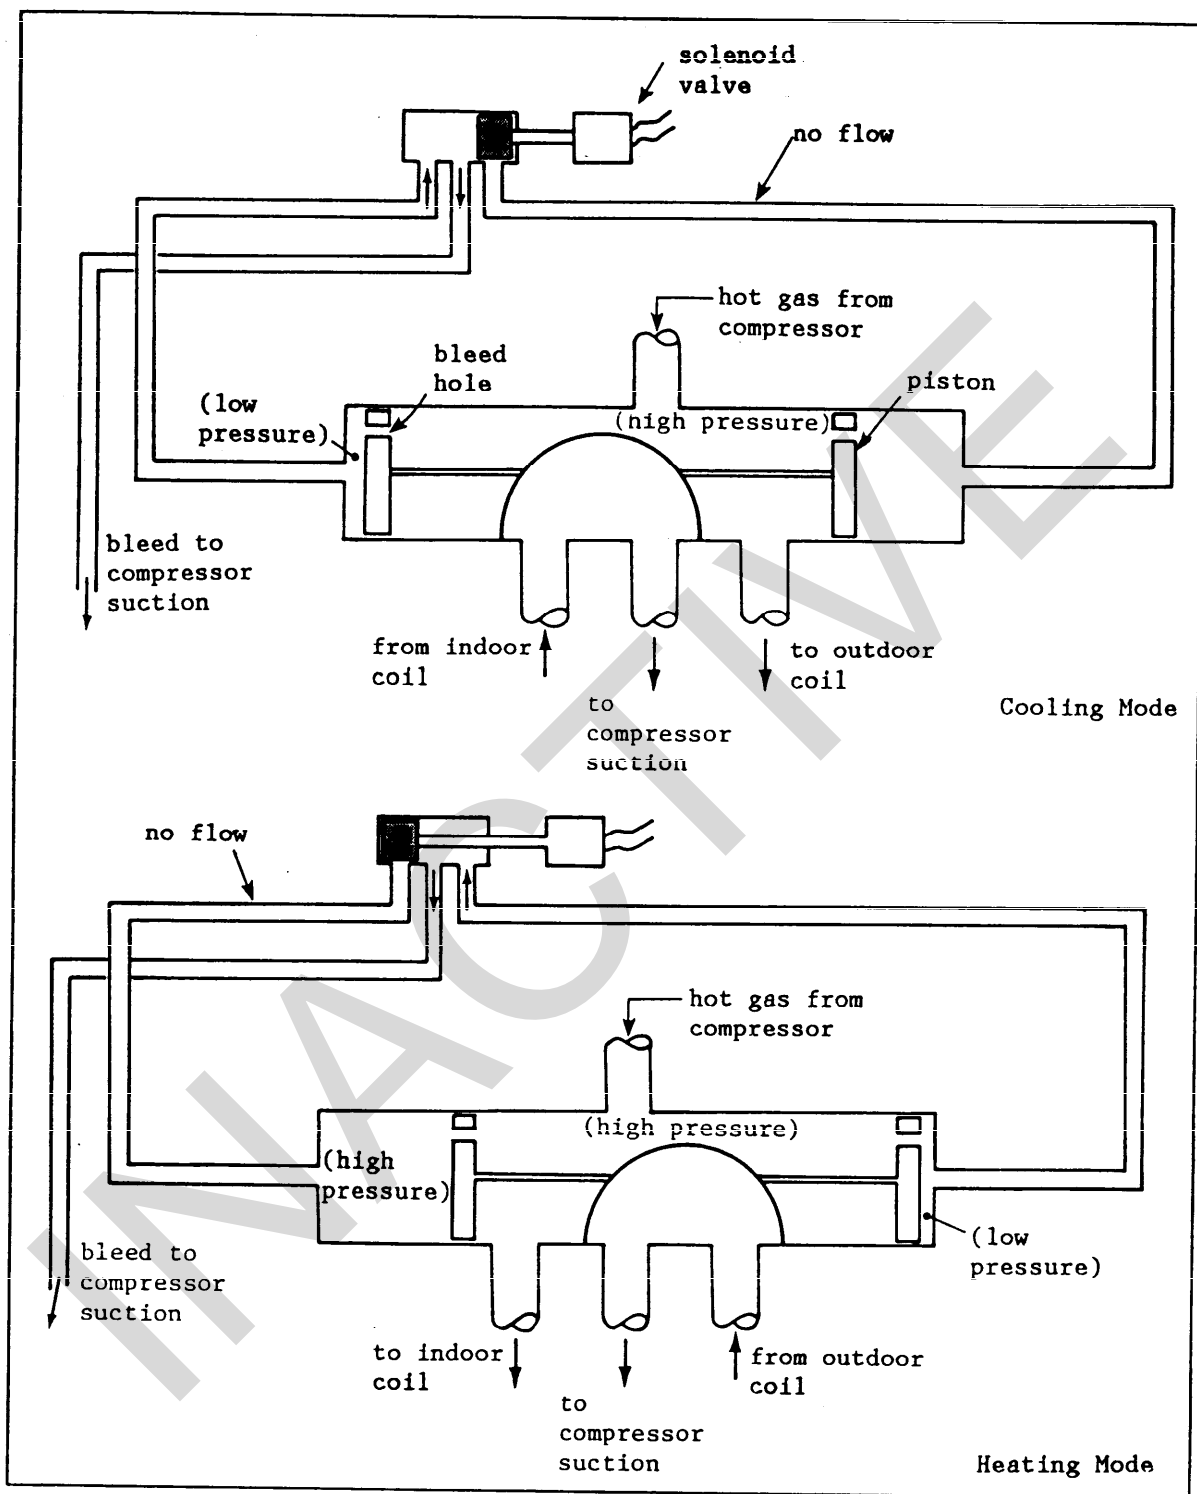 solenoid
valve
no flow
hot gas from
compressor
bleed
hole
piston
(low
pressure)
(high pressure)
bleed to
compressor
suction
from indoor
coil
to outdoor
coil
to
compressor
suction
Cooling Mode
no flow
hot gas from
compressor
(high pressure)
(high
pressure)
(low
pressure)
bleed to
compressor
suction
to indoor
coil
from outdoor
coil
to
compressor
suction
Heating Mode
INACTIVE